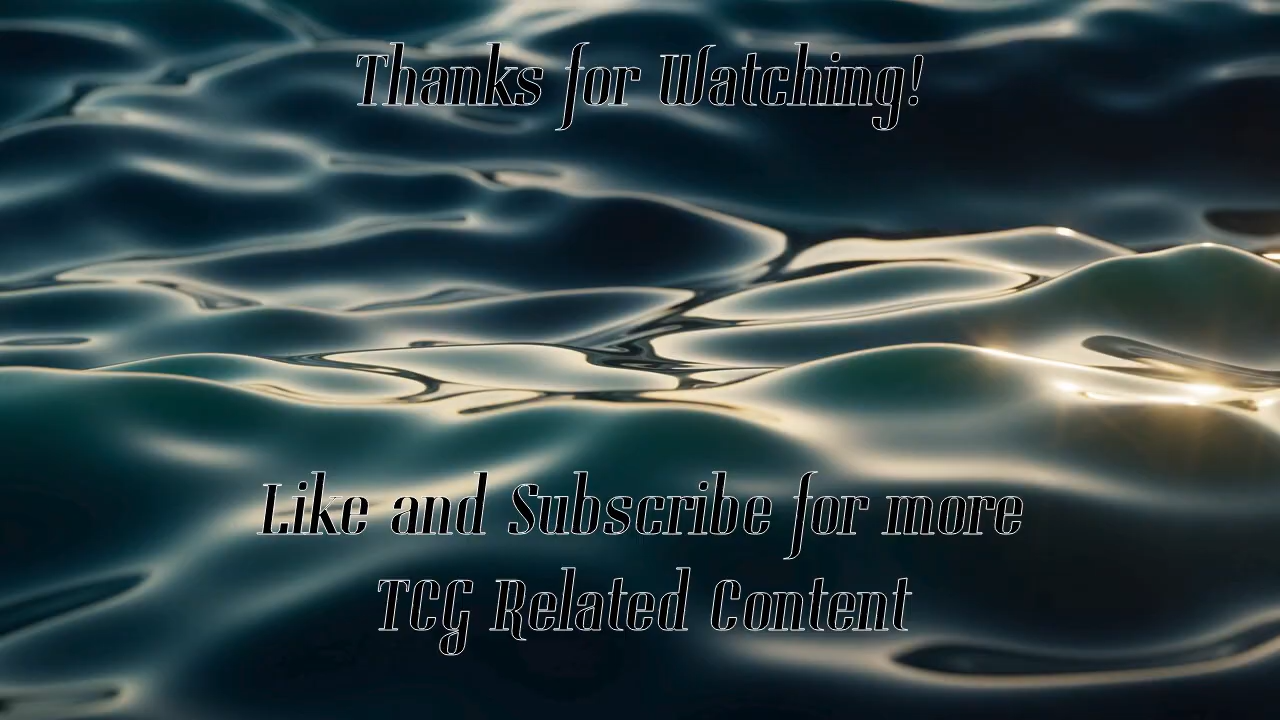 Thanks for Watching!
Like and Subscribe for more
TCG Related Content